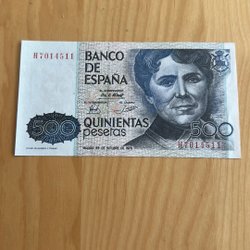 H7014511
BANCO DE
ESPAÑA
H7014511
500
QUINIENTAS
pesetas
500